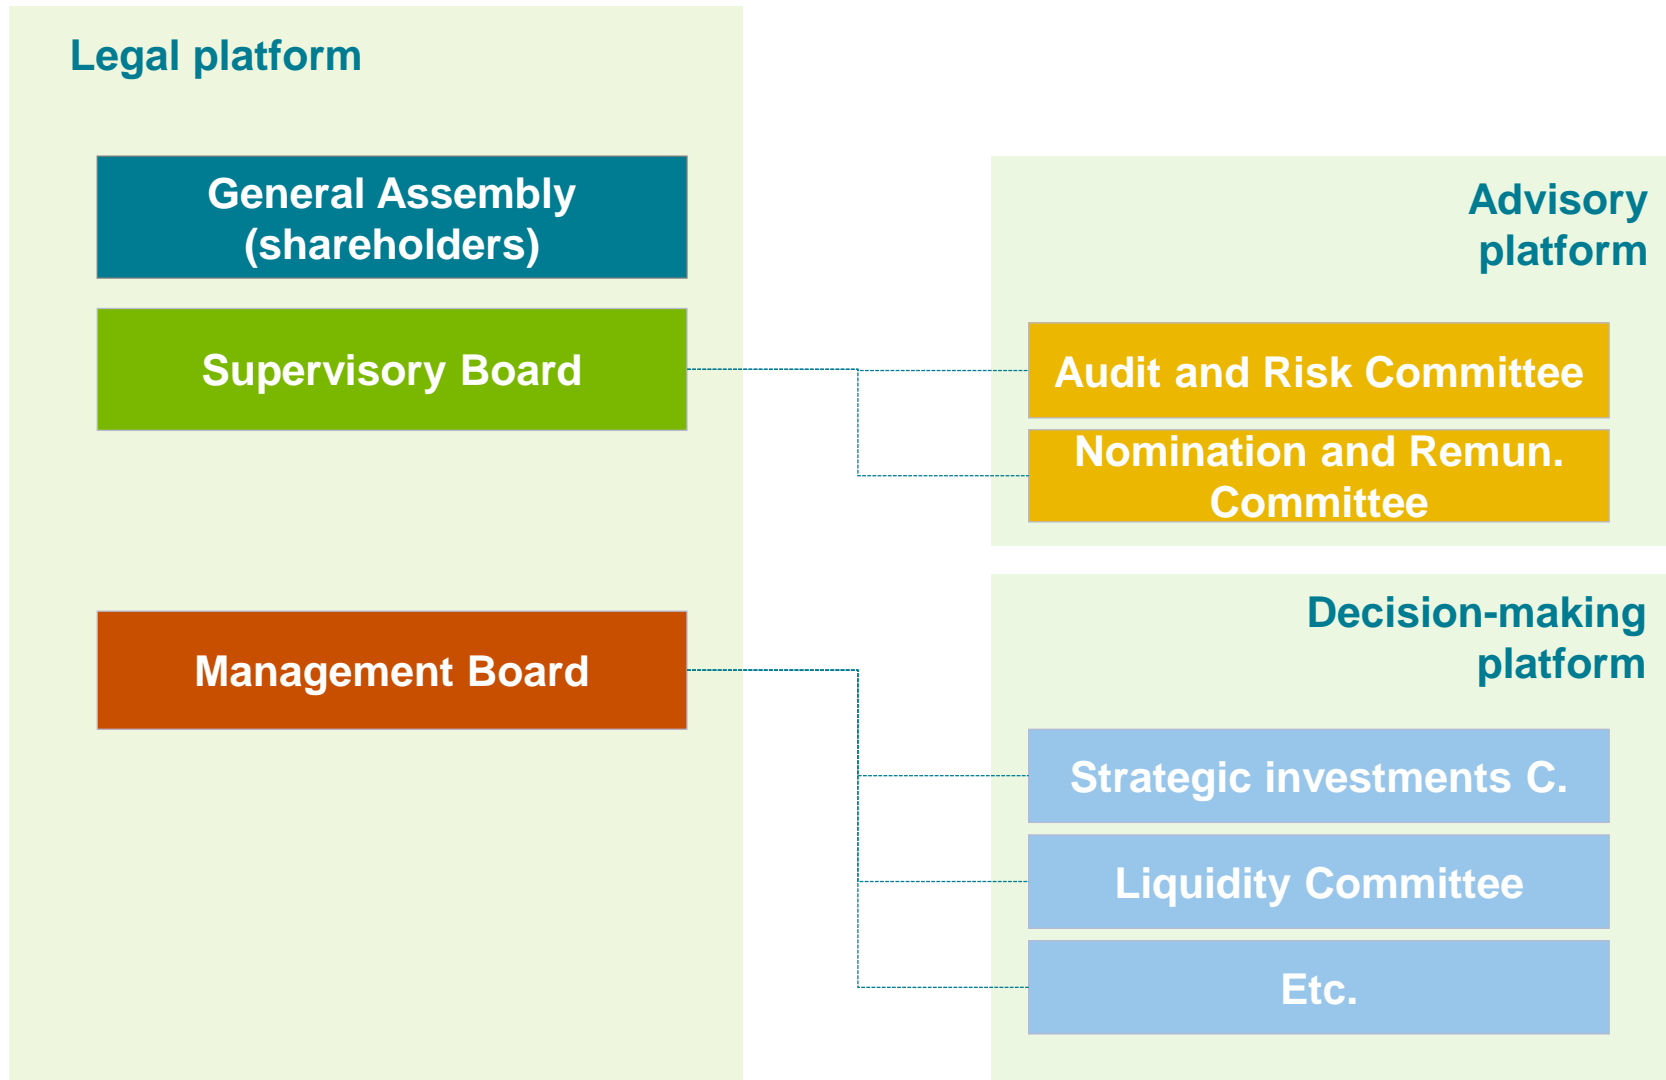 Legal platform
General Assembly
(shareholders)
Supervisory Board
Management Board
Advisory
platform
Audit and Risk Committee
Nomination and Remun.
Committee
Decision-making
platform
Strategic investments C.
Liquidity Committee
Etc.